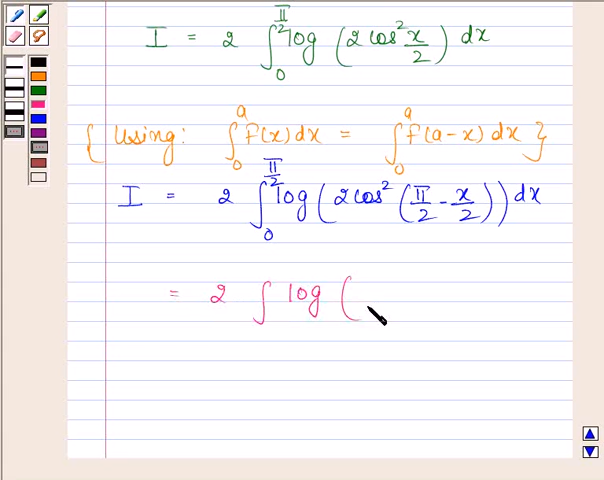 I = 2 ∫₀^(π/2) log (2 cos² x/2) dx
{ Using: ∫₀^a f(x) dx = ∫₀^a f(a-x) dx }
I = 2 ∫₀^(π/2) log (2 cos² (π/2 - x/2)) dx
= 2 ∫ log (